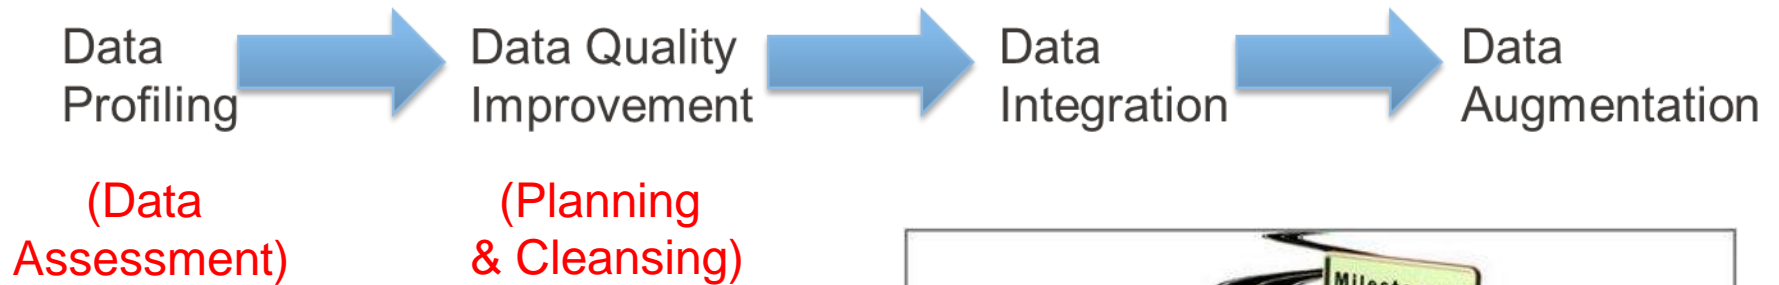 Data
Profiling
Data Quality
Improvement
Data
Integration
Data
Augmentation
(Data
Assessment)
(Planning
& Cleansing)